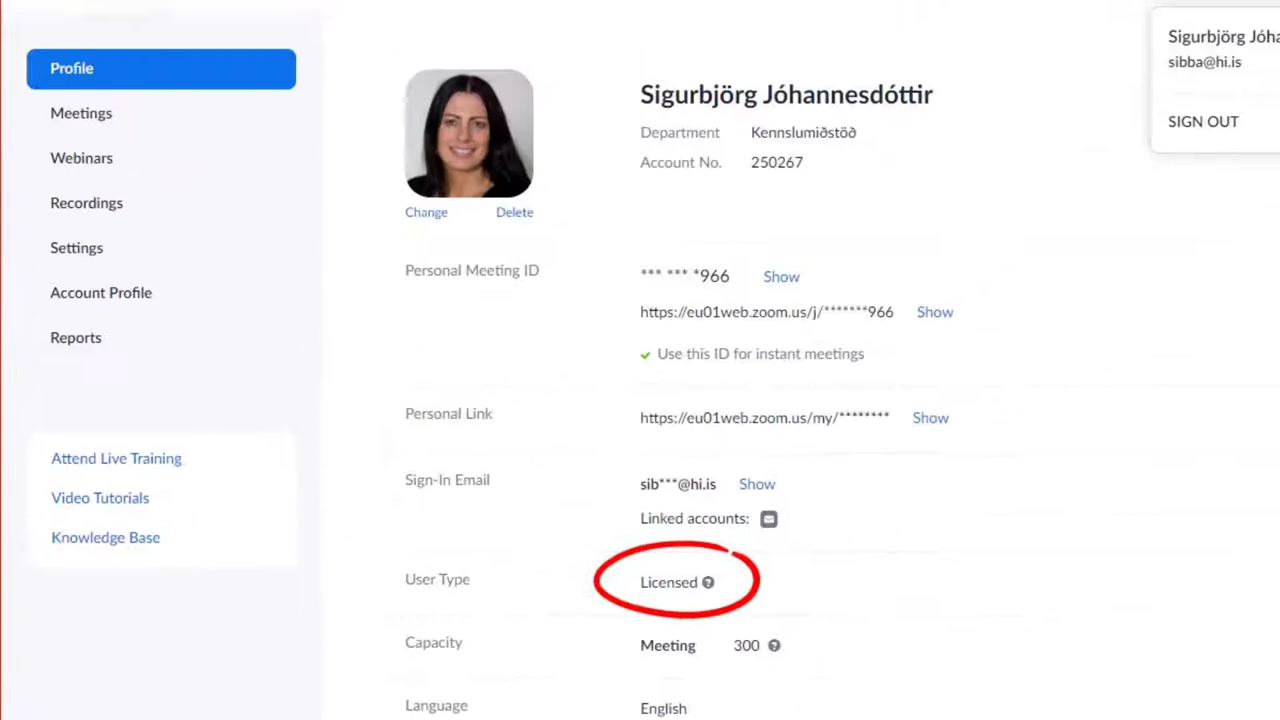 Profile
Meetings
Webinars
Recordings
Settings
Account Profile
Reports
Attend Live Training
Video Tutorials
Knowledge Base
Change Delete
Sigurbjörg Jóhannesdóttir
Department Kennslumiðstöð
Account No. 250267
Personal Meeting ID *** *** *966 Show
https://eu01web.zoom.us/j/*******966 Show
Use this ID for instant meetings
Personal Link https://eu01web.zoom.us/my/******** Show
Sign-In Email sib***@hi.is Show
Linked accounts:
User Type Licensed
Capacity Meeting 300
Language English
Sigurbjörg Jóha
sibba@hi.is
SIGN OUT